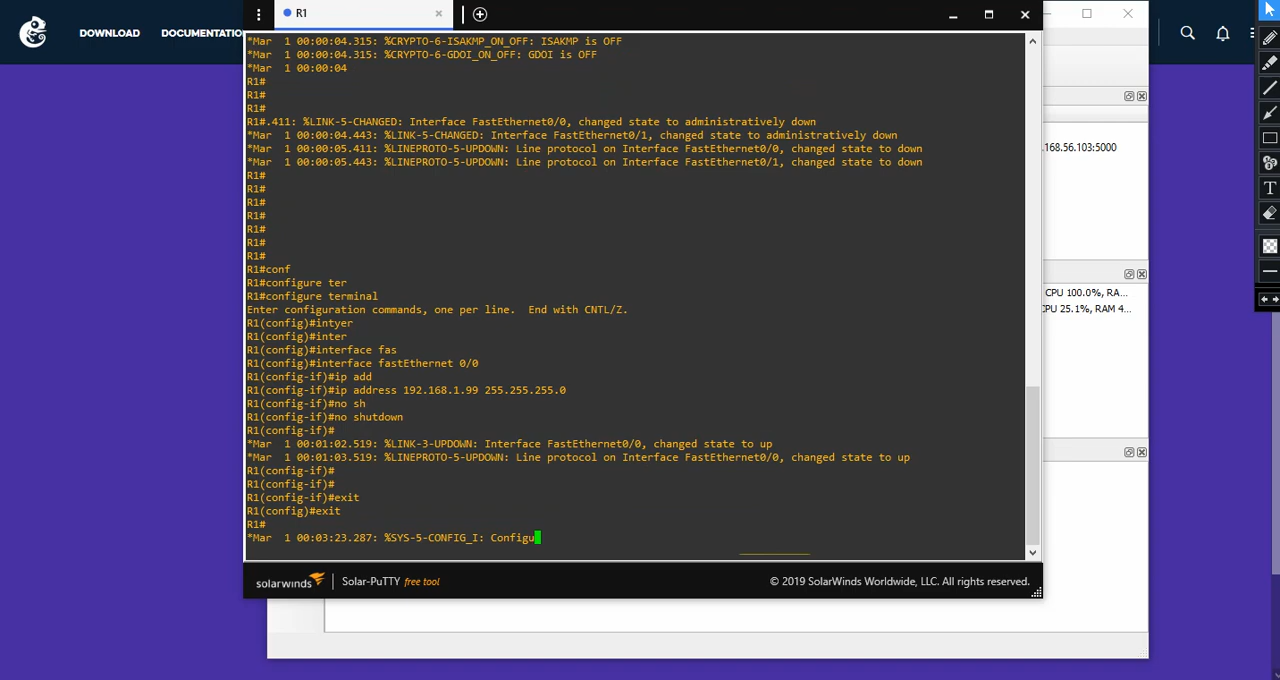 DOWNLOAD DOCUMENTATIO
R1
*Mar  1 00:00:04.315: %CRYPTO-6-ISAKMP_ON_OFF: ISAKMP is OFF
*Mar  1 00:00:04.315: %CRYPTO-6-GDOI_ON_OFF: GDOI is OFF
*Mar  1 00:00:04
R1#
R1#
R1#
R1#.411: %LINK-5-CHANGED: Interface FastEthernet0/0, changed state to administratively down
*Mar  1 00:00:04.443: %LINK-5-CHANGED: Interface FastEthernet0/1, changed state to administratively down
*Mar  1 00:00:05.411: %LINEPROTO-5-UPDOWN: Line protocol on Interface FastEthernet0/0, changed state to down
*Mar  1 00:00:05.443: %LINEPROTO-5-UPDOWN: Line protocol on Interface FastEthernet0/1, changed state to down
R1#
R1#
R1#
R1#
R1#
R1#
R1#
R1#conf
R1#configure ter
R1#configure terminal
Enter configuration commands, one per line.  End with CNTL/Z.
R1(config)#intyer
R1(config)#inter
R1(config)#interface fas
R1(config)#interface fastEthernet 0/0
R1(config-if)#ip add
R1(config-if)#ip address 192.168.1.99 255.255.255.0
R1(config-if)#no sh
R1(config-if)#no shutdown
R1(config-if)#
*Mar  1 00:01:02.519: %LINK-3-UPDOWN: Interface FastEthernet0/0, changed state to up
*Mar  1 00:01:03.519: %LINEPROTO-5-UPDOWN: Line protocol on Interface FastEthernet0/0, changed state to up
R1(config-if)#
R1(config-if)#
R1(config-if)#exit
R1(config)#exit
R1#
*Mar  1 00:03:23.287: %SYS-5-CONFIG_I: Configu
solarwinds Solar-PuTTY free tool
© 2019 SolarWinds Worldwide, LLC. All rights reserved.
.168.56.103:5000
CPU 100.0%, RA...
CPU 25.1%, RAM 4...
T